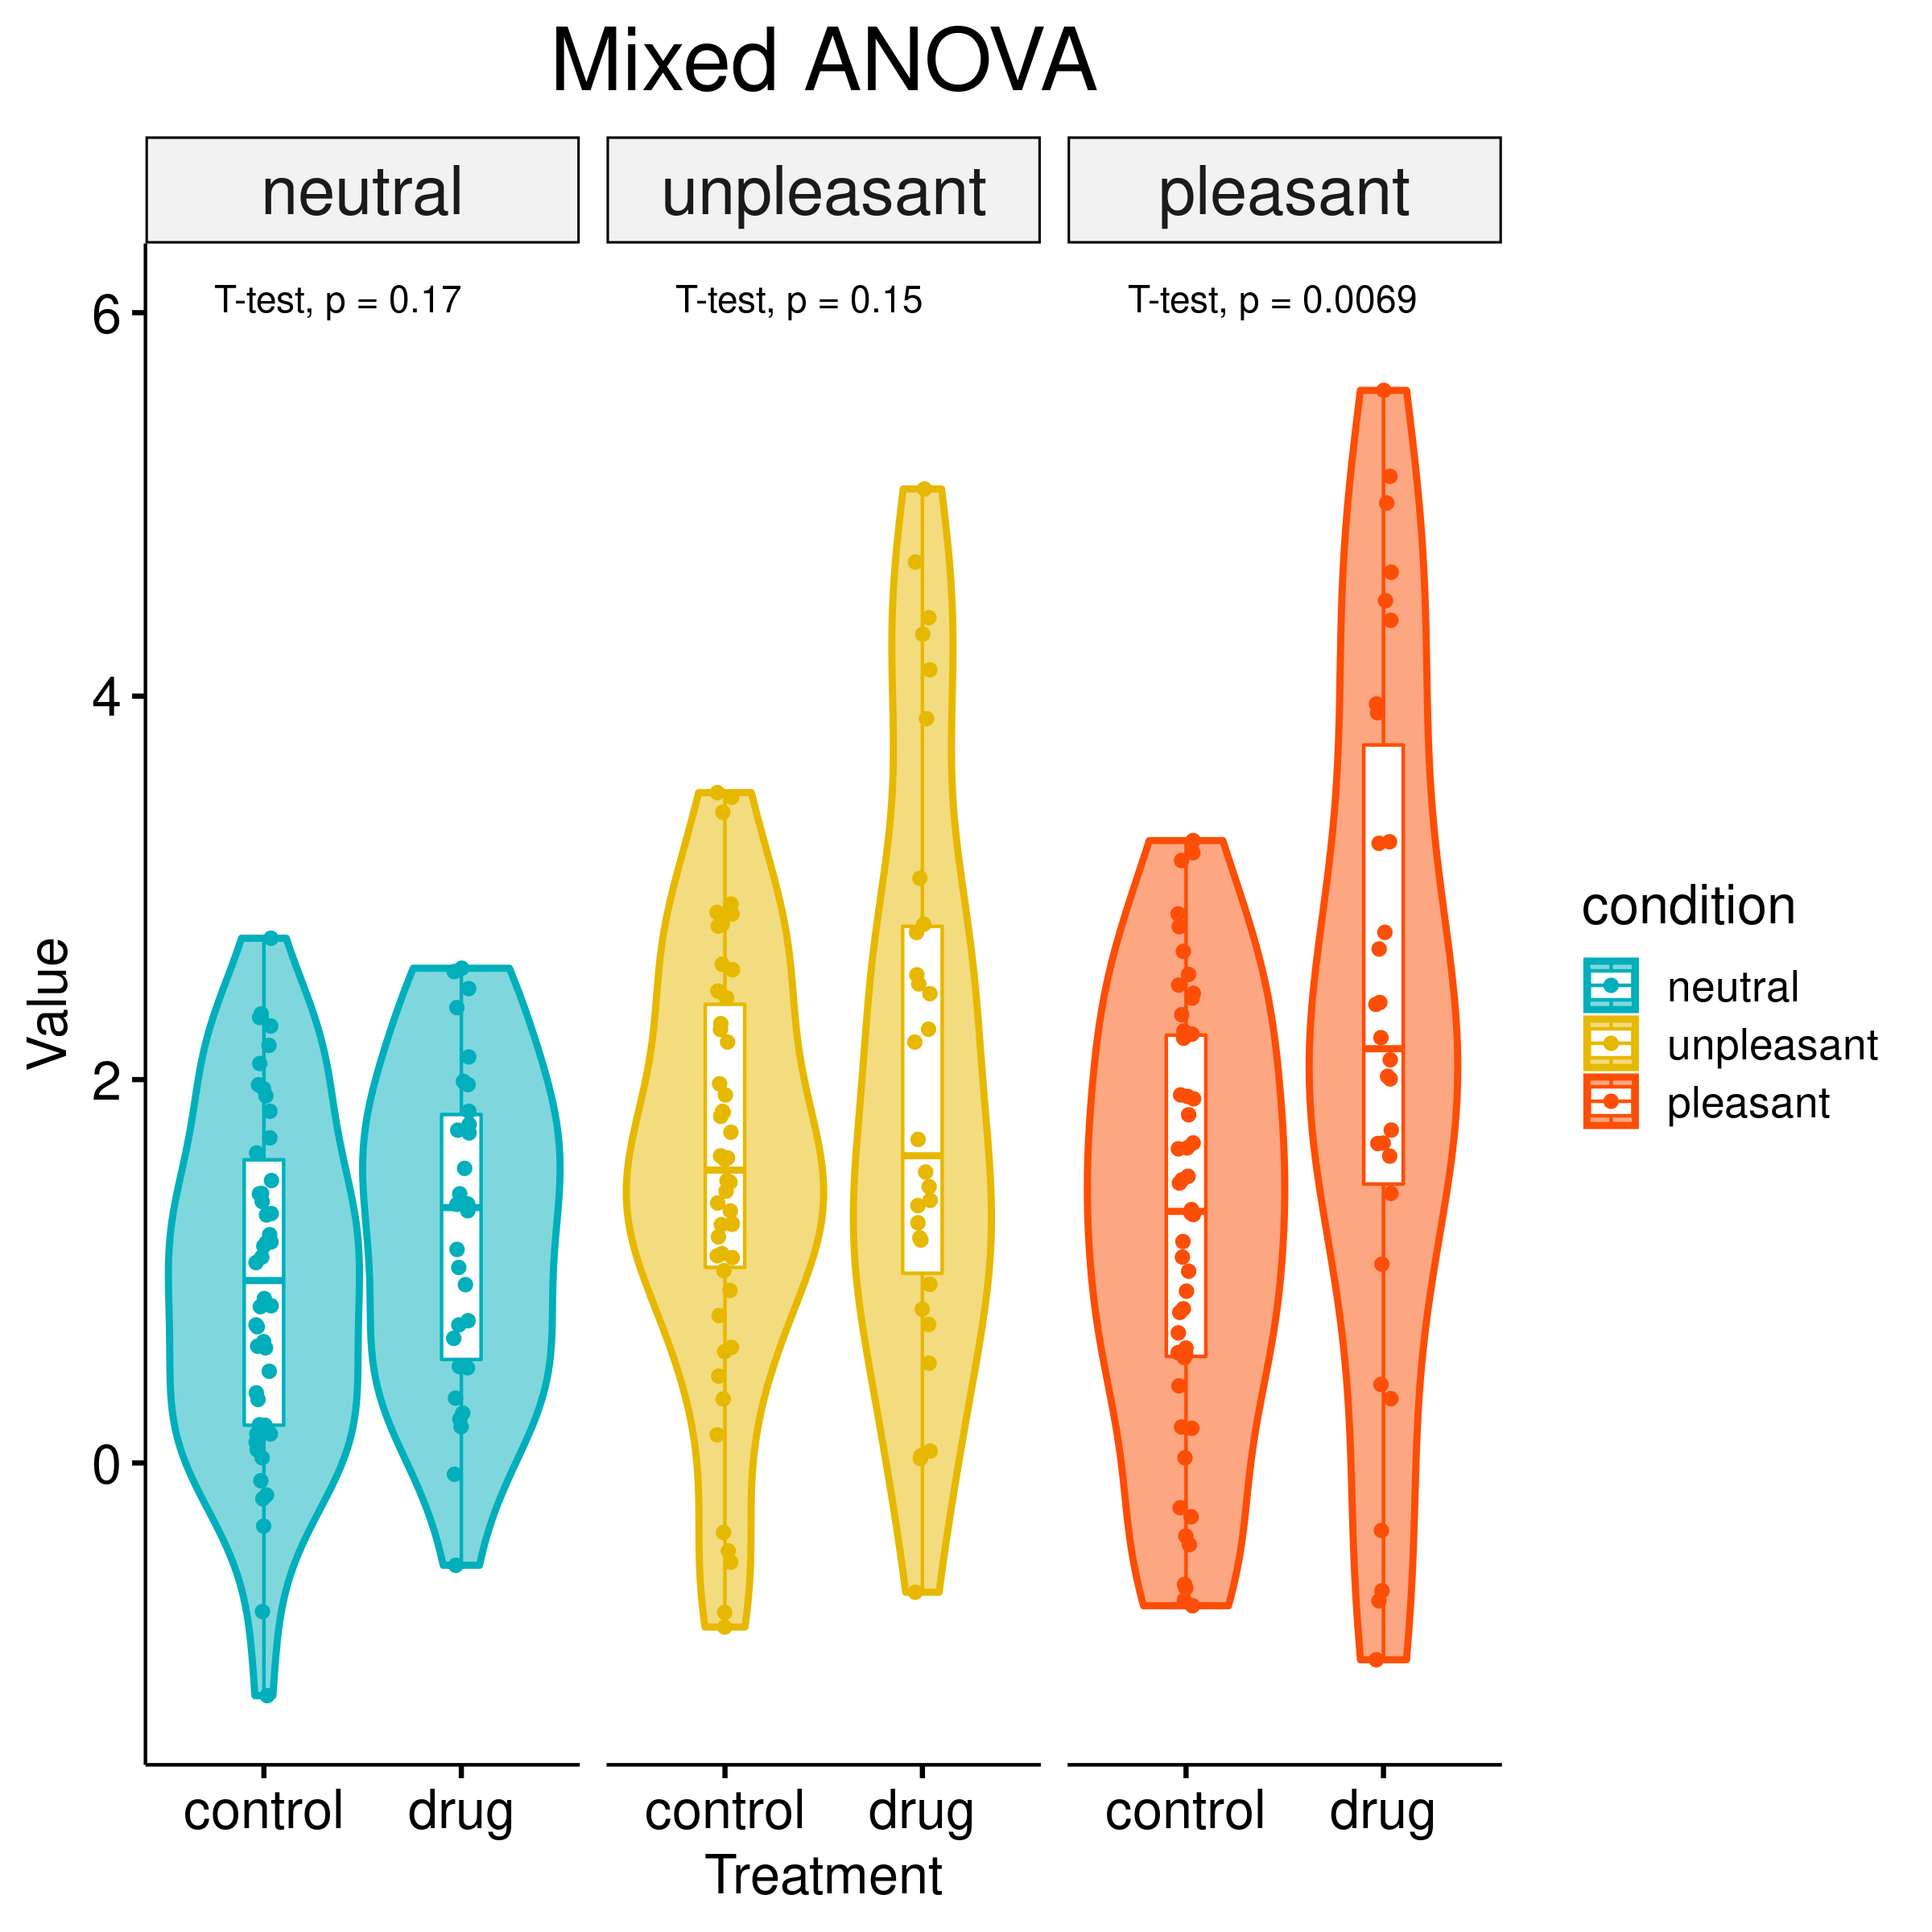 Mixed ANOVA
neutral
unpleasant
pleasant
T-test, p = 0.17
T-test, p = 0.15
T-test, p = 0.0069
6
4
2
0
Value
control
drug
control
drug
control
drug
Treatment
condition
neutral
unpleasant
pleasant